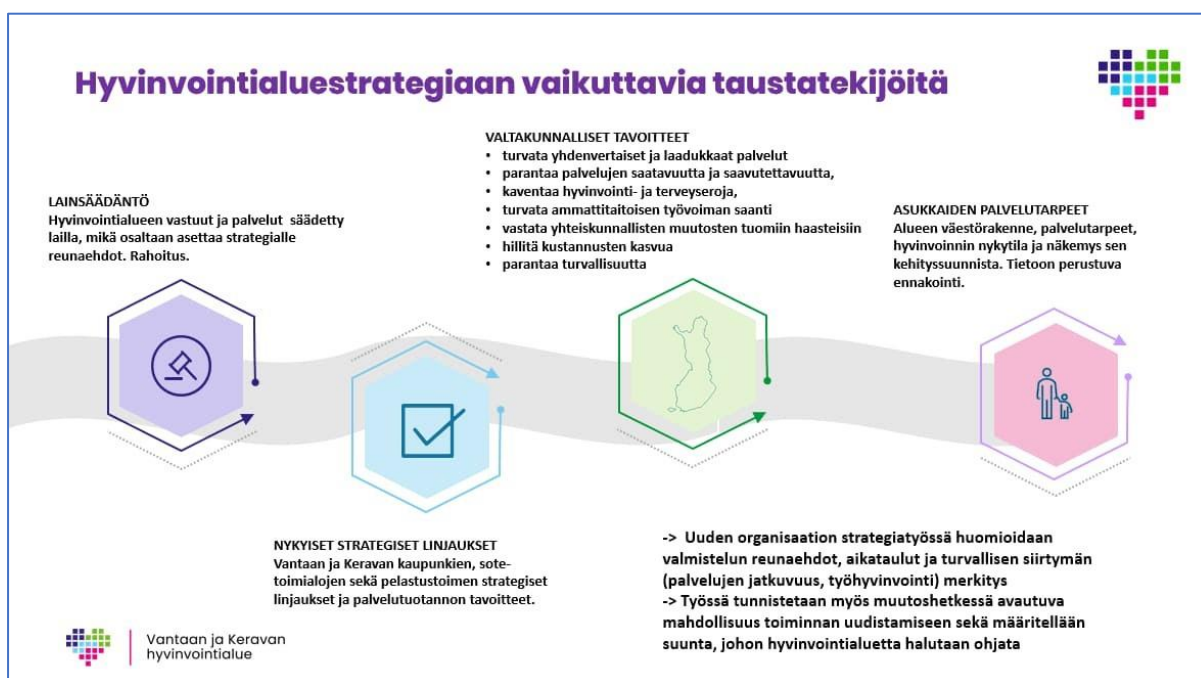 Hyvinvointialuestrategiaan vaikuttavia taustatekijöitä
LAINSÄÄDÄNTÖ
Hyvinvointialueen vastuut ja palvelut säädetty
lailla, mikä osaltaan asettaa strategialle
reunaehdot. Rahoitus.
VALTAKUNNALLISET TAVOITTEET
• turvata yhdenvertaiset ja laadukkaat palvelut
• parantaa palvelujen saatavuutta ja saavutettavuutta,
• kaventaa hyvinvointi- ja terveyseroja,
• turvata ammattitaitoisen työvoiman saanti
• vastata yhteiskunnallisten muutosten tuomiin haasteisiin
• hillitä kustannusten kasvua
• parantaa turvallisuutta
ASUKKAIDEN PALVELUTARPEET
Alueen väestörakenne, palvelutarpeet,
hyvinvoinnin nykytila ja näkemys sen
kehityssuunnista. Tietoon perustuva
ennakointi.
NYKYISET STRATEGISET LINJAUKSET
Vantaan ja Keravan kaupunkien, sote-
toimialojen sekä pelastustoimen strategiset
linjaukset ja palvelutuotannon tavoitteet.
-> Uuden organisaation strategiatyössä huomioidaan
valmistelun reunaehdot, aikataulut ja turvallisen siirtymän
(palvelujen jatkuvuus, työhyvinvointi) merkitys
-> Työssä tunnistetaan myös muutoshetkessä avautuva
mahdollisuus toiminnan uudistamiseen sekä määritellään
suunta, johon hyvinvointialuetta halutaan ohjata
Vantaan ja Keravan
hyvinvointialue